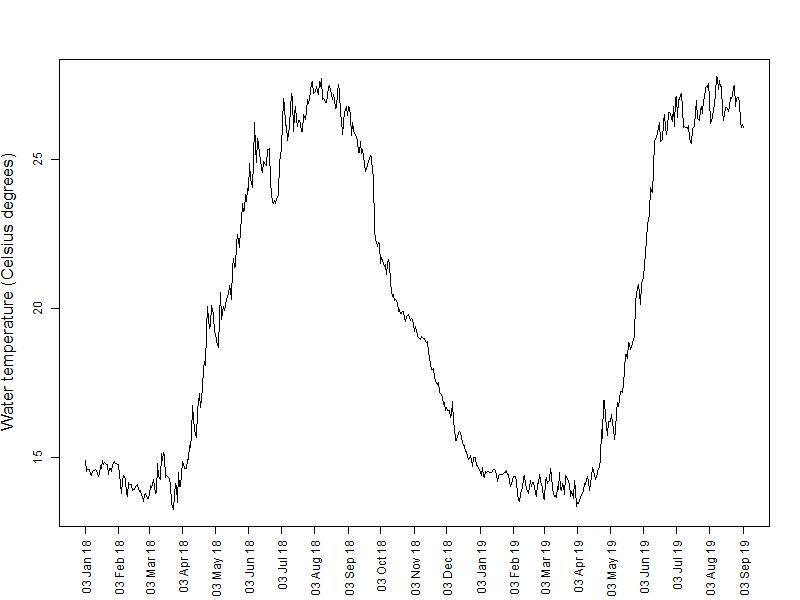 Water temperature (Celsius degrees)
25
20
15
03 Jan 18
03 Feb 18
03 Mar 18
03 Apr 18
03 May 18
03 Jun 18
03 Jul 18
03 Aug 18
03 Sep 18
03 Oct 18
03 Nov 18
03 Dec 18
03 Jan 19
03 Feb 19
03 Mar 19
03 Apr 19
03 May 19
03 Jun 19
03 Jul 19
03 Aug 19
03 Sep 19